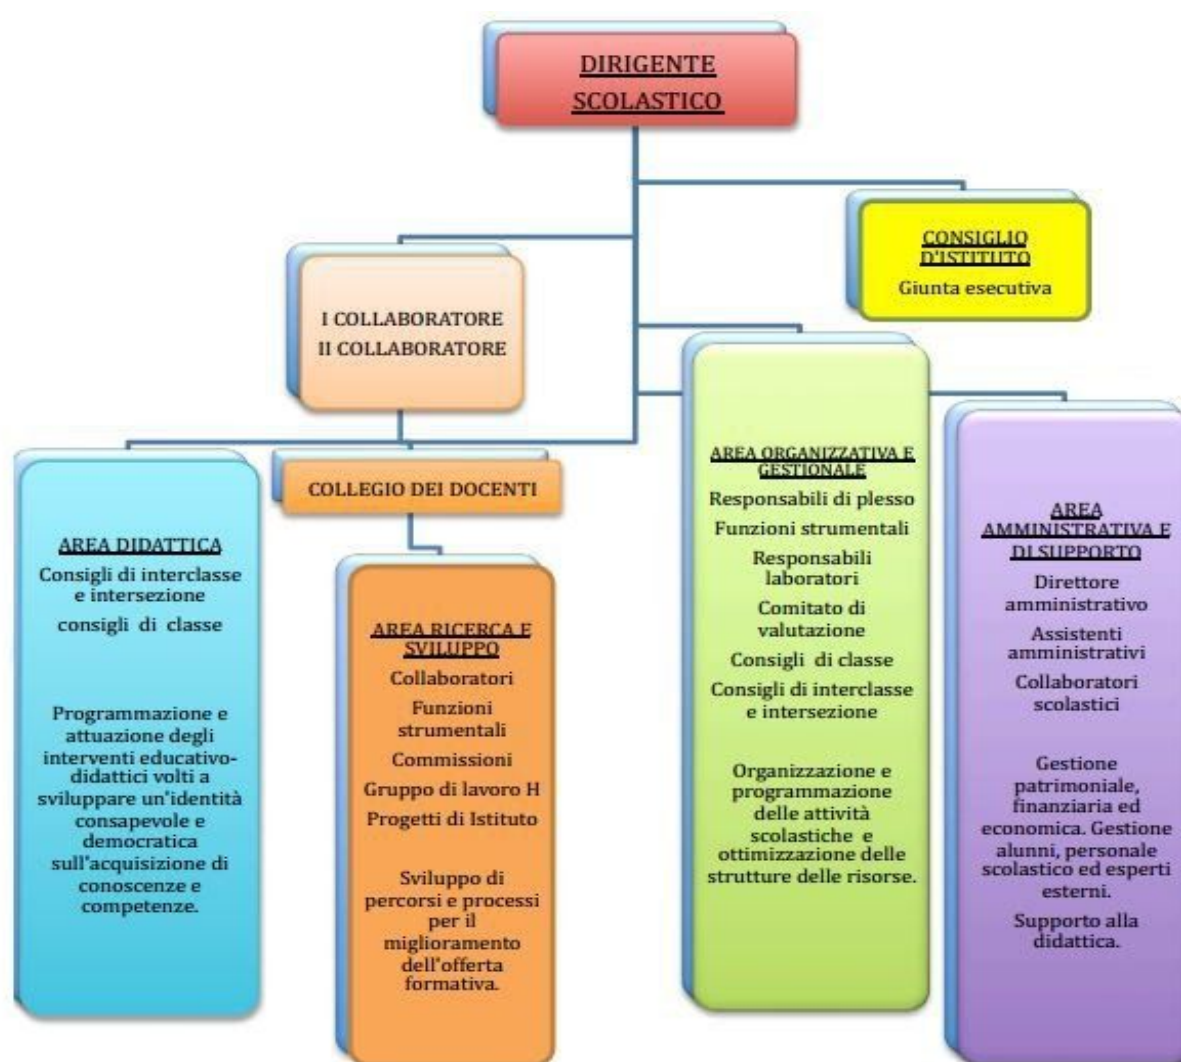 DIRIGENTE
SCOLASTICO
CONSIGLIO
D'ISTITUTO
Giunta esecutiva
I COLLABORATORE
II COLLABORATORE
COLLEGIO DEI DOCENTI
AREA DIDATTICA
Consigli di interclasse
e intersezione
consigli di classe
Programmazione e
attuazione degli
interventi educativo-
didattici volti a
sviluppare un'identità
consapevole e
democratica
sull'acquisizione di
conoscenze e
competenze.
AREA RICERCA E
SVILUPPO
Collaboratori
Funzioni
strumentali
Commissioni
Gruppo di lavoro H
Progetti di Istituto
Sviluppo di
percorsi e processi
per il
miglioramento
dell'offerta
formativa.
AREA ORGANIZZATIVA E
GESTIONALE
Responsabili di plesso
Funzioni strumentali
Responsabili
laboratori
Comitato di
valutazione
Consigli di classe
Consigli di interclasse
e intersezione
Organizzazione e
programmazione
delle attività
scolastiche e
ottimizzazione delle
strutture delle risorse.
AREA
AMMINISTRATIVA E
DI SUPPORTO
Direttore
amministrativo
Assistenti
amministrativi
Collaboratori
scolastici
Gestione
patrimoniale,
finanziaria ed
economica. Gestione
alunni, personale
scolastico ed esperti
esterni.
Supporto alla
didattica.